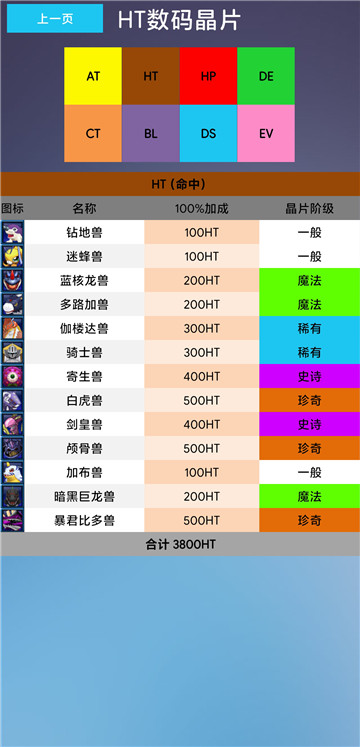 上一页 HT数码晶片
AT HT HP DE
CT BL DS EV
HT (命中)
图标 名称 100%加成 晶片阶级
钻地兽 100HT 一般
迷蜂兽 100HT 一般
蓝核龙兽 200HT 魔法
多路加兽 200HT 魔法
伽楼达兽 300HT 稀有
骑士兽 300HT 稀有
寄生兽 400HT 史诗
白虎兽 500HT 珍奇
剑皇兽 400HT 史诗
颅骨兽 500HT 珍奇
加布兽 100HT 一般
暗黑巨龙兽 200HT 魔法
暴君比多兽 500HT 珍奇
合计 3800HT